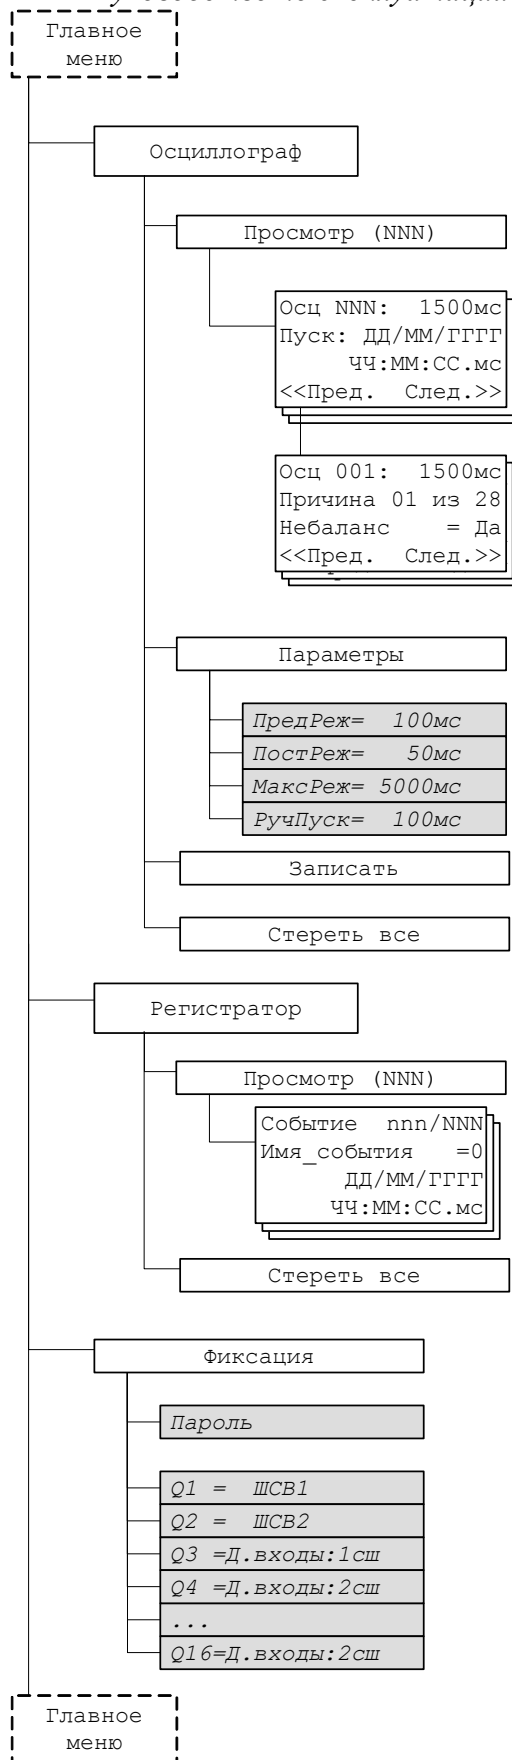 Главное
меню
Осциллограф
Просмотр (NNN)
Осц NNN: 1500мс
Пуск: ДД/ММ/ГГГГ
ЧЧ:ММ:СС.мс
<<Пред. След.>>
Осц 001: 1500мс
Причина 01 из 28
Небаланс = Да
<<Пред. След.>>
Параметры
ПредРеж= 100мс
ПостРеж= 50мс
МаксРеж= 5000мс
РучПуск= 100мс
Записать
Стереть все
Регистратор
Просмотр (NNN)
Событие nnn/NNN
Имя_события =0
ДД/ММ/ГГГГ
ЧЧ:ММ:СС.мс
Стереть все
Фиксация
Пароль
Q1 = ШСВ1
Q2 = ШСВ2
Q3 =Д.входы:1сш
Q4 =Д.входы:2сш
...
Q16=Д.входы:2сш
Главное
меню